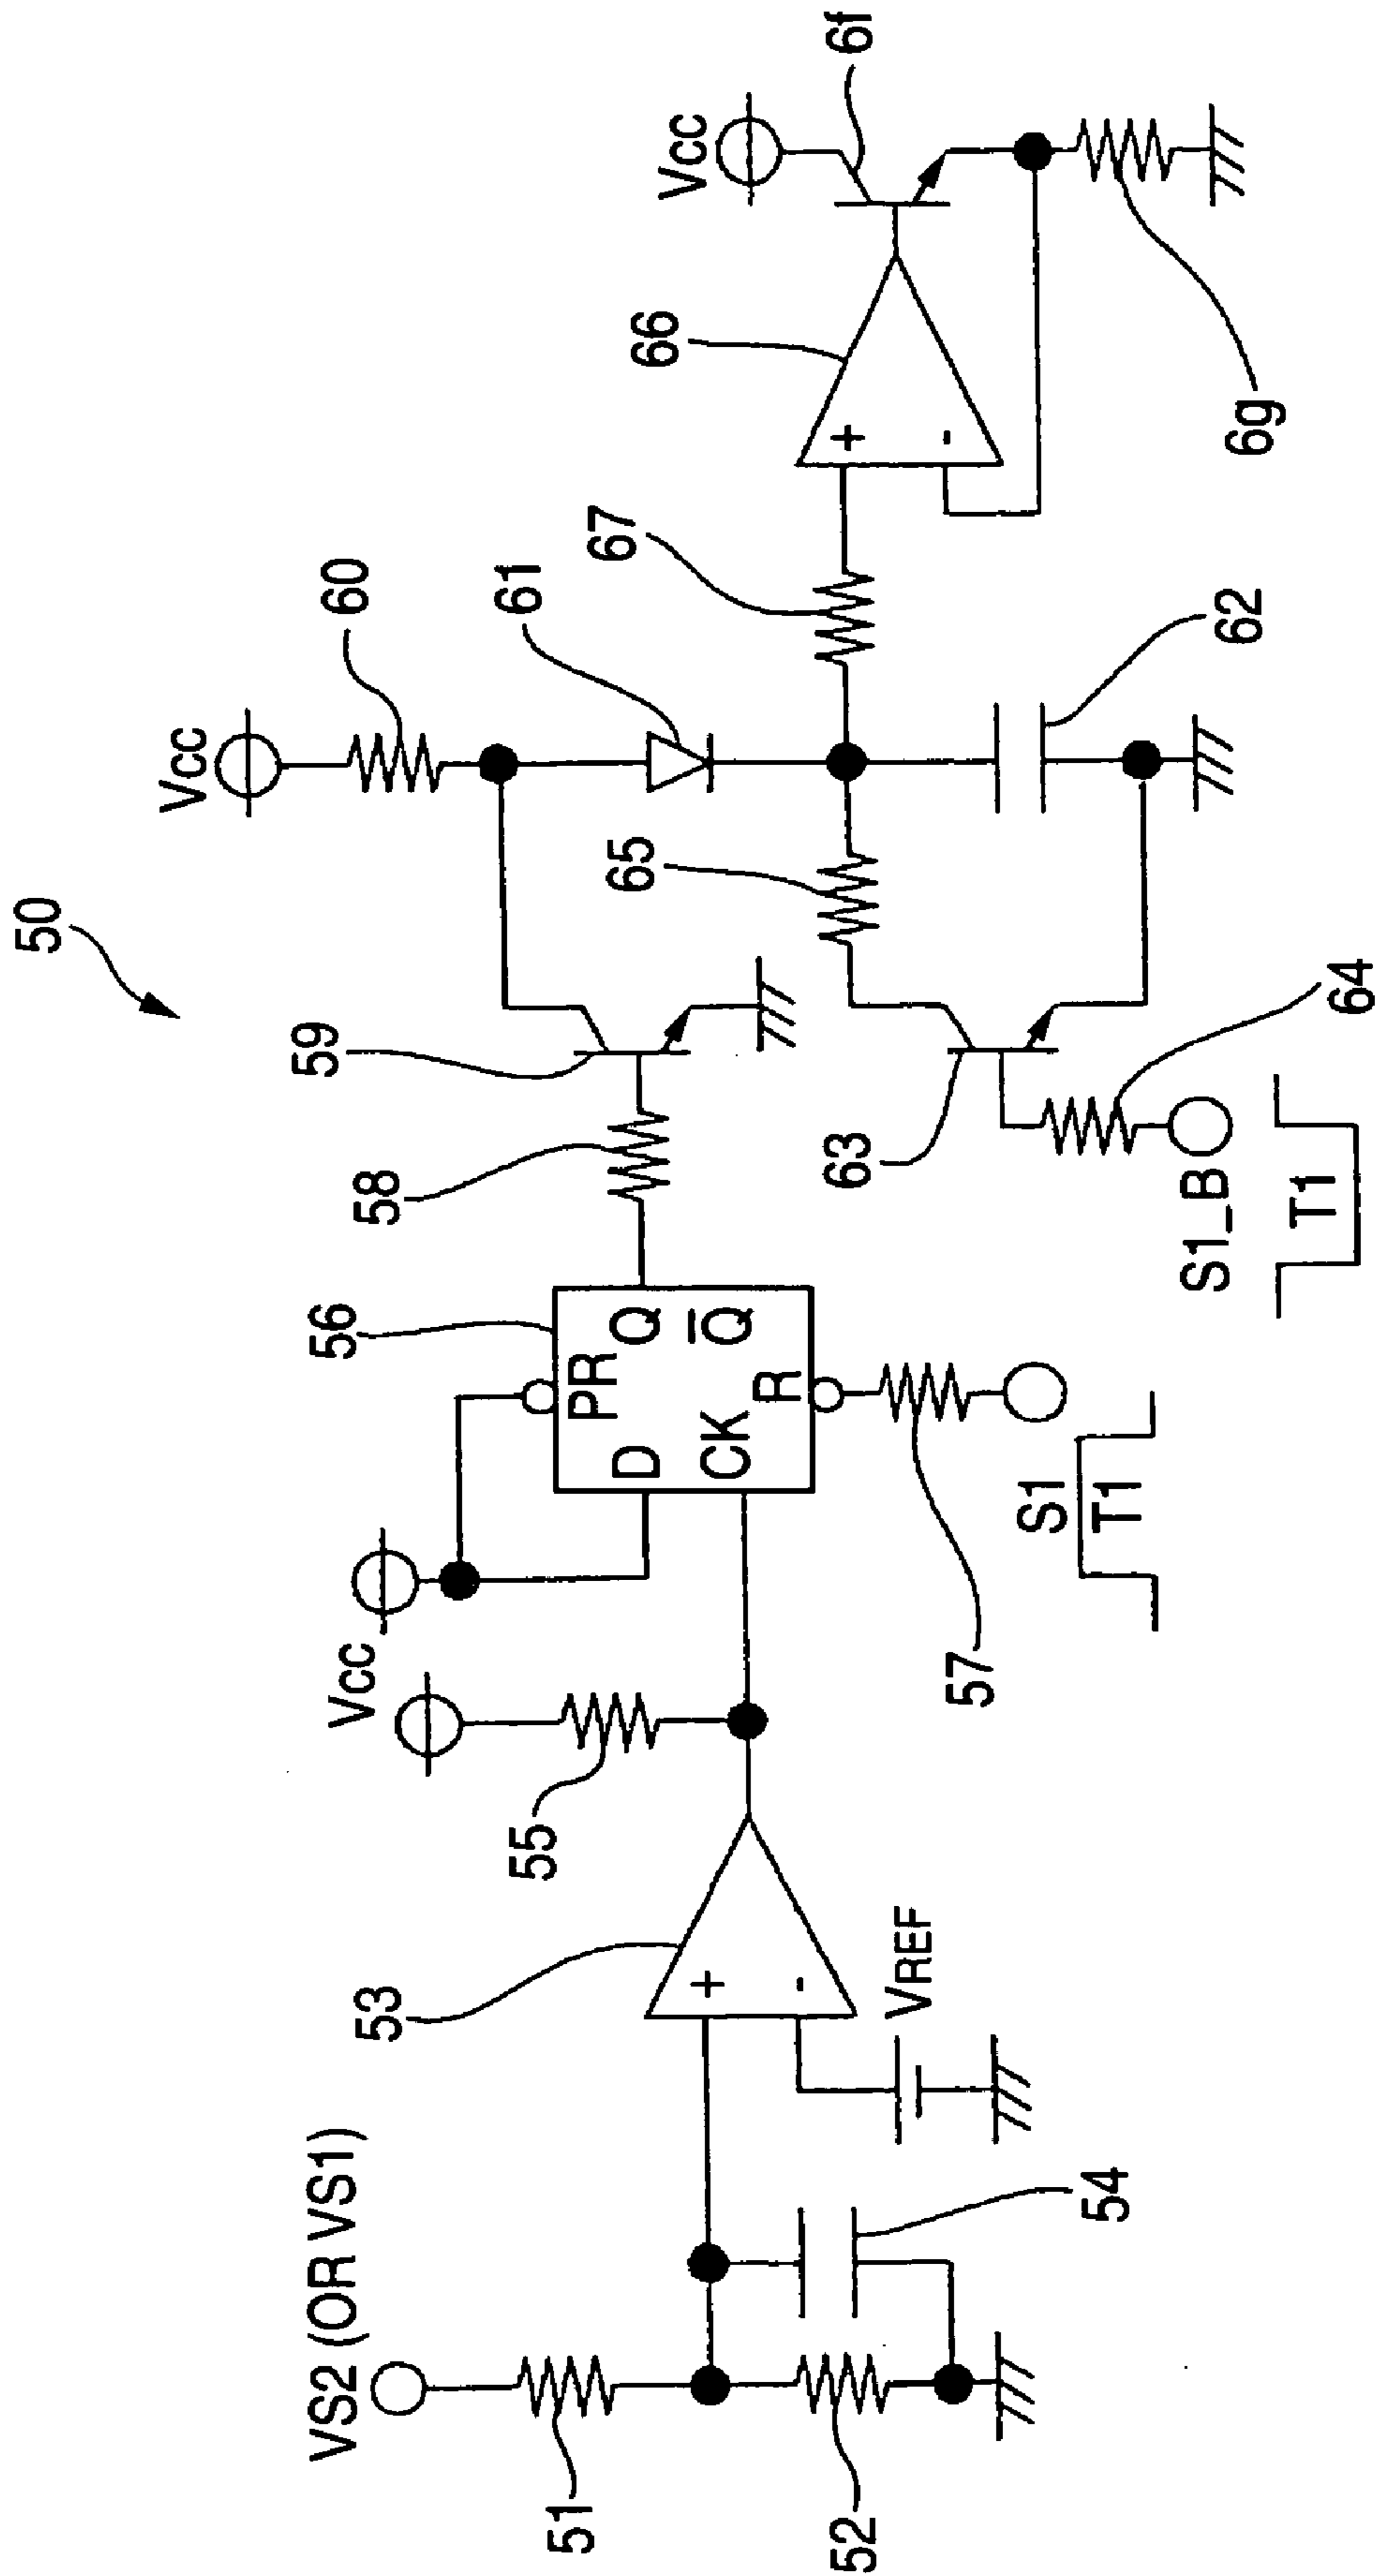 50
VS2 (OR VS1)
51
52
54
53
+
-
VREF
55
Vcc
56
PR
D
Q
CK
Q̅
R
57
S1
T1
58
59
Vcc
60
61
65
62
63
64
S1_B
T1
67
66
+
-
Vcc
6f
6g